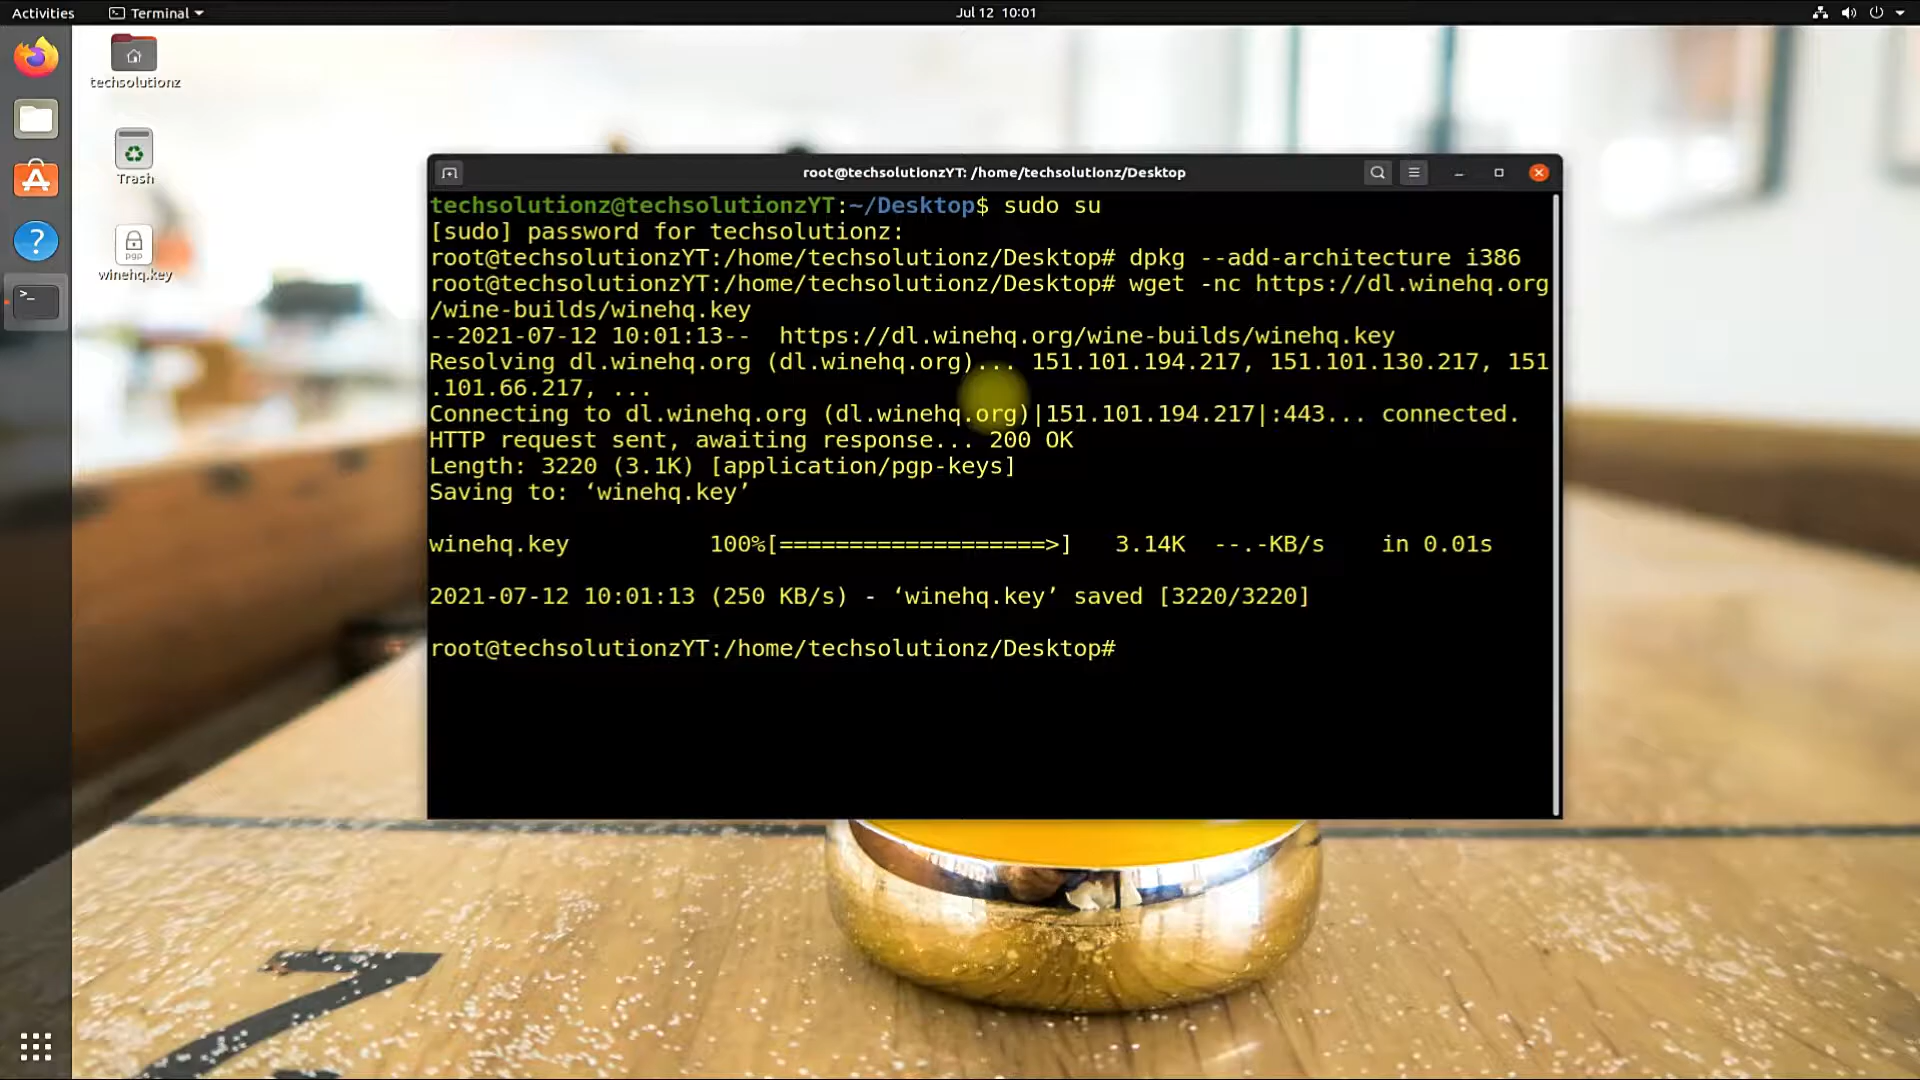 Activities
Terminal
Jul 12 10:01
techsolutionz
Trash
pgp
winehq.key
root@techsolutionzYT: /home/techsolutionz/Desktop
techsolutionz@techsolutionzYT:~/Desktop$ sudo su
[sudo] password for techsolutionz:
root@techsolutionzYT:/home/techsolutionz/Desktop# dpkg --add-architecture i386
root@techsolutionzYT:/home/techsolutionz/Desktop# wget -nc https://dl.winehq.org
/wine-builds/winehq.key
--2021-07-12 10:01:13--  https://dl.winehq.org/wine-builds/winehq.key
Resolving dl.winehq.org (dl.winehq.org)... 151.101.194.217, 151.101.130.217, 151
.101.66.217, ...
Connecting to dl.winehq.org (dl.winehq.org)|151.101.194.217|:443... connected.
HTTP request sent, awaiting response... 200 OK
Length: 3220 (3.1K) [application/pgp-keys]
Saving to: ‘winehq.key’
winehq.key          100%[===================>]   3.14K  --.-KB/s    in 0.01s
2021-07-12 10:01:13 (250 KB/s) - ‘winehq.key’ saved [3220/3220]
root@techsolutionzYT:/home/techsolutionz/Desktop#